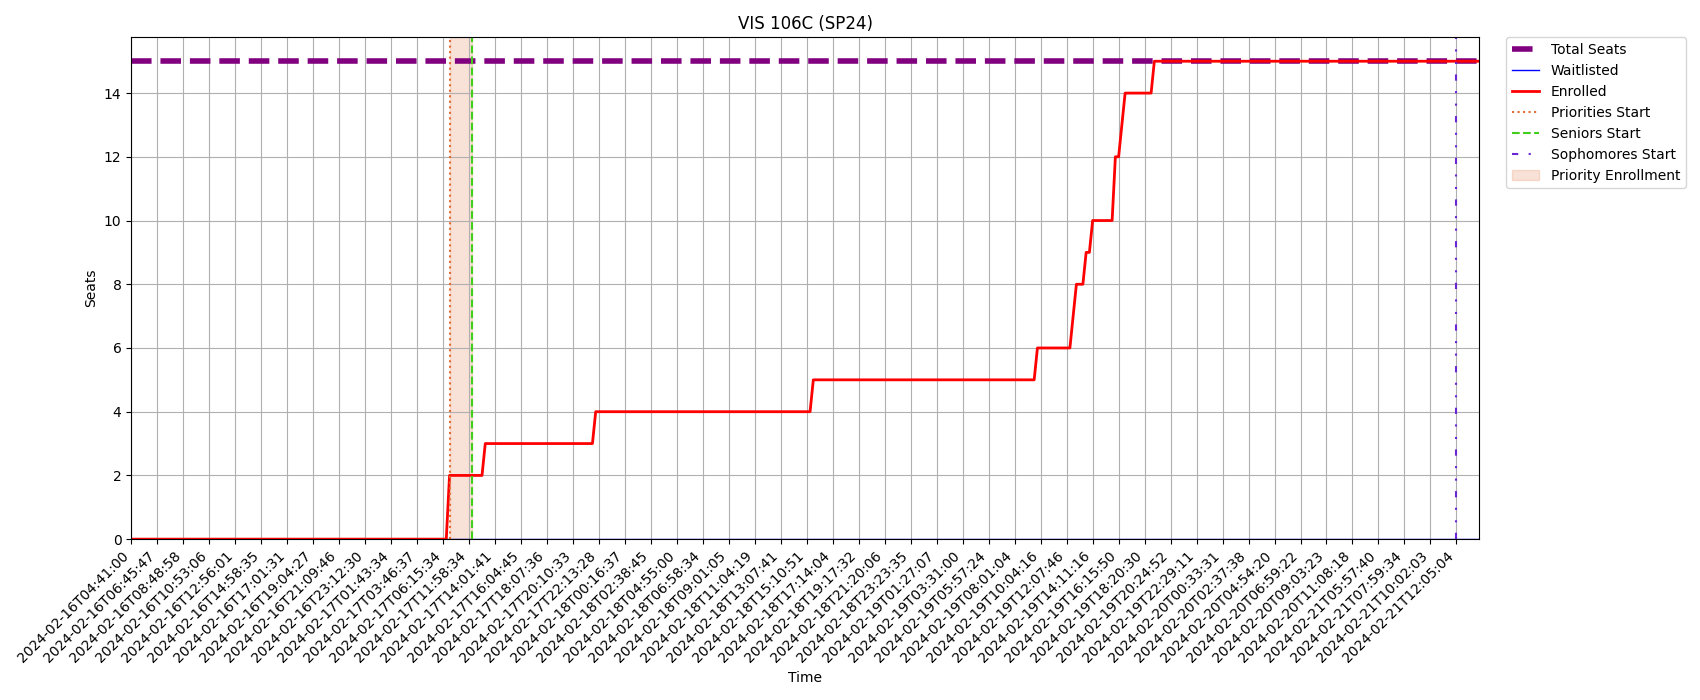 VIS 106C (SP24)
Total Seats
Waitlisted
Enrolled
Priorities Start
Seniors Start
Sophomores Start
Priority Enrollment
Seats
14
12
10
8
6
4
2
0
2024-02-16T04:41:00
2024-02-16T06:45:47
2024-02-16T08:48:58
2024-02-16T10:53:06
2024-02-16T12:56:01
2024-02-16T14:58:35
2024-02-16T17:01:31
2024-02-16T19:04:27
2024-02-16T21:09:46
2024-02-16T23:12:30
2024-02-17T01:43:34
2024-02-17T03:46:37
2024-02-17T06:15:34
2024-02-17T11:58:34
2024-02-17T14:01:41
2024-02-17T16:04:45
2024-02-17T18:07:36
2024-02-17T20:10:33
2024-02-17T22:13:28
2024-02-18T00:16:37
2024-02-18T02:38:45
2024-02-18T04:55:00
2024-02-18T06:58:34
2024-02-18T09:01:05
2024-02-18T11:04:19
2024-02-18T13:07:41
2024-02-18T15:10:51
2024-02-18T17:14:04
2024-02-18T19:17:32
2024-02-18T21:20:06
2024-02-18T23:23:35
2024-02-19T01:27:07
2024-02-19T03:31:00
2024-02-19T05:57:24
2024-02-19T08:01:04
2024-02-19T10:04:16
2024-02-19T12:07:46
2024-02-19T14:11:16
2024-02-19T16:15:50
2024-02-19T18:20:30
2024-02-19T20:24:52
2024-02-19T22:29:11
2024-02-20T00:33:31
2024-02-20T02:37:38
2024-02-20T04:54:20
2024-02-20T06:59:22
2024-02-20T09:03:23
2024-02-20T11:08:18
2024-02-21T05:57:40
2024-02-21T07:59:34
2024-02-21T10:02:03
2024-02-21T12:05:04
Time